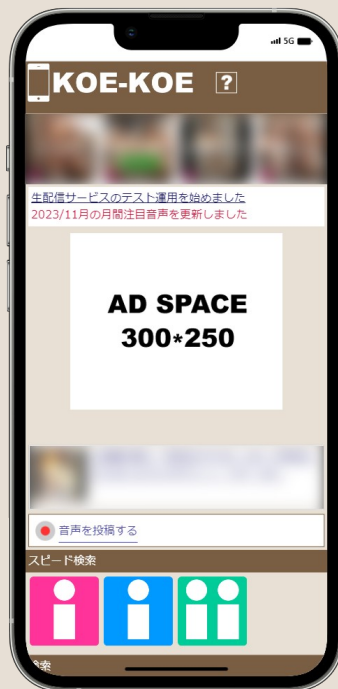 5G
KOE-KOE ?
生配信サービスのテスト運用を始めました
2023/11月の月間注目音声を更新しました
AD SPACE
300*250
音声を投稿する
スピード検索
検索